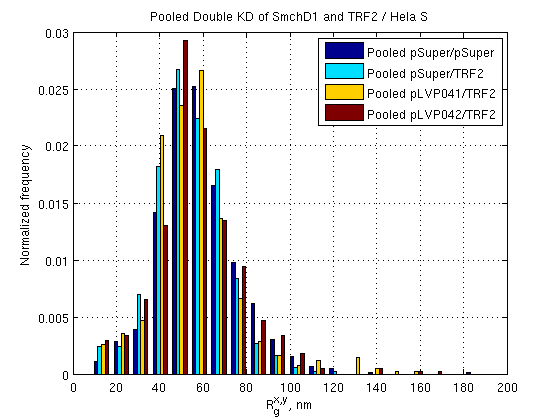 Pooled Double KD of SmchD1 and TRF2 / Hela S
0.03
0.025
0.02
0.015
0.01
0.005
0
Normalized frequency
Pooled pSuper/pSuper
Pooled pSuper/TRF2
Pooled pLVP041/TRF2
Pooled pLVP042/TRF2
0 20 40 60 80 100 120 140 160 180 200
R_g^{x,y}, nm